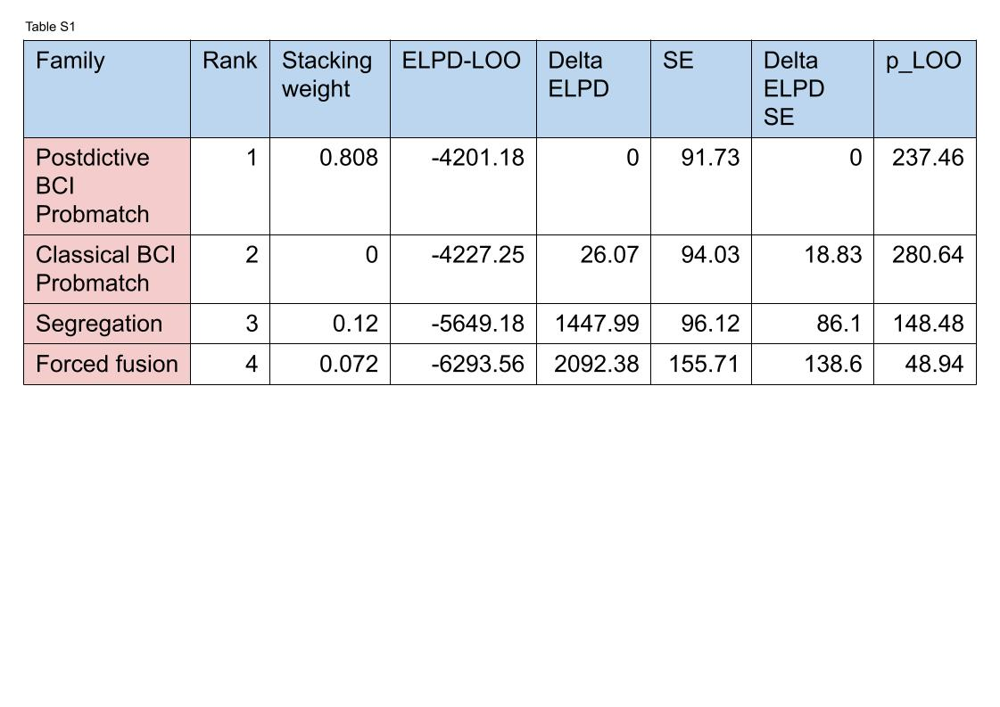 Table S1
Family Rank Stacking weight ELPD-LOO Delta ELPD SE Delta ELPD SE p_LOO
Postdictive BCI Probmatch 1 0.808 -4201.18 0 91.73 0 237.46
Classical BCI Probmatch 2 0 -4227.25 26.07 94.03 18.83 280.64
Segregation 3 0.12 -5649.18 1447.99 96.12 86.1 148.48
Forced fusion 4 0.072 -6293.56 2092.38 155.71 138.6 48.94